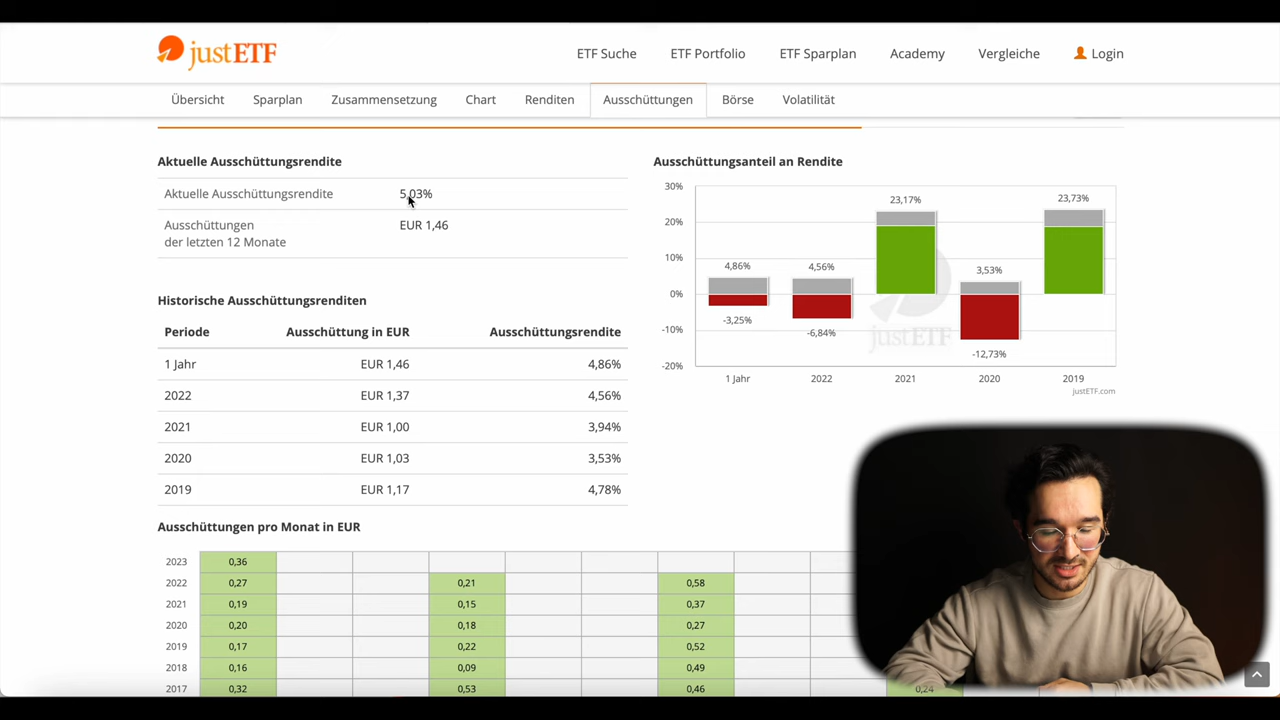 justETF
ETF Suche
ETF Portfolio
ETF Sparplan
Academy
Vergleiche
Login
Übersicht
Sparplan
Zusammensetzung
Chart
Renditen
Ausschüttungen
Börse
Volatilität
Aktuelle Ausschüttungsrendite
Aktuelle Ausschüttungsrendite 5,03%
Ausschüttungen
der letzten 12 Monate
EUR 1,46
Historische Ausschüttungsrenditen
Periode Ausschüttung in EUR Ausschüttungsrendite
1 Jahr EUR 1,46 4,86%
2022 EUR 1,37 4,56%
2021 EUR 1,00 3,94%
2020 EUR 1,03 3,53%
2019 EUR 1,17 4,78%
Ausschüttungsanteil an Rendite
30%
20%
10%
0%
-10%
-20%
4,86%
-3,25%
4,56%
-6,84%
23,17%
3,53%
-12,73%
23,73%
justETF
1 Jahr 2022 2021 2020 2019
justETF.com
Ausschüttungen pro Monat in EUR
2023 0,36
2022 0,27 0,21 0,58
2021 0,19 0,15 0,37
2020 0,20 0,18 0,27
2019 0,17 0,22 0,52
2018 0,16 0,09 0,49
2017 0,32 0,53 0,46 0,24